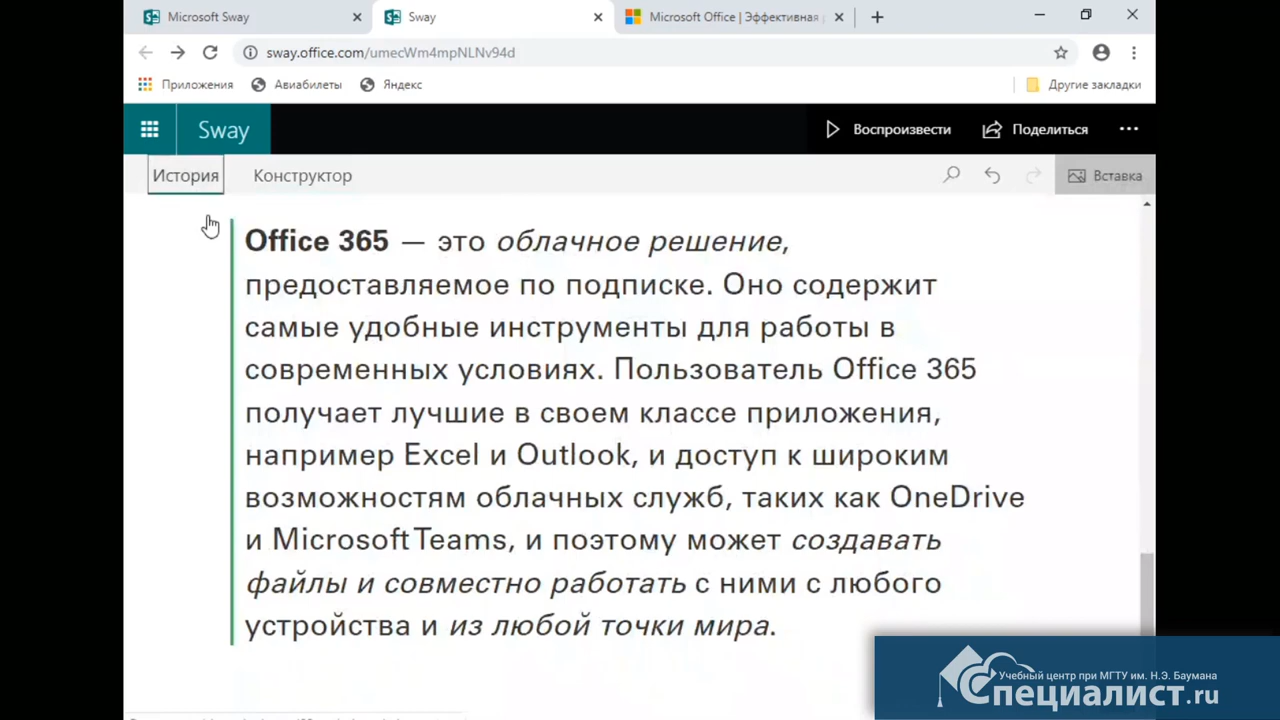 Microsoft Sway
Sway
Microsoft Office | Эффективная
sway.office.com/umecWm4mpNLNv94d
Приложения
Авиабилеты
Яндекс
Другие закладки
Sway
Воспроизвести
Поделиться
История
Конструктор
Вставка
Office 365 — это облачное решение,
предоставляемое по подписке. Оно содержит
самые удобные инструменты для работы в
современных условиях. Пользователь Office 365
получает лучшие в своем классе приложения,
например Excel и Outlook, и доступ к широким
возможностям облачных служб, таких как OneDrive
и Microsoft Teams, и поэтому может создавать
файлы и совместно работать с ними с любого
устройства и из любой точки мира.
Учебный центр при МГТУ им. Н.Э. Баумана
Специалист.ru